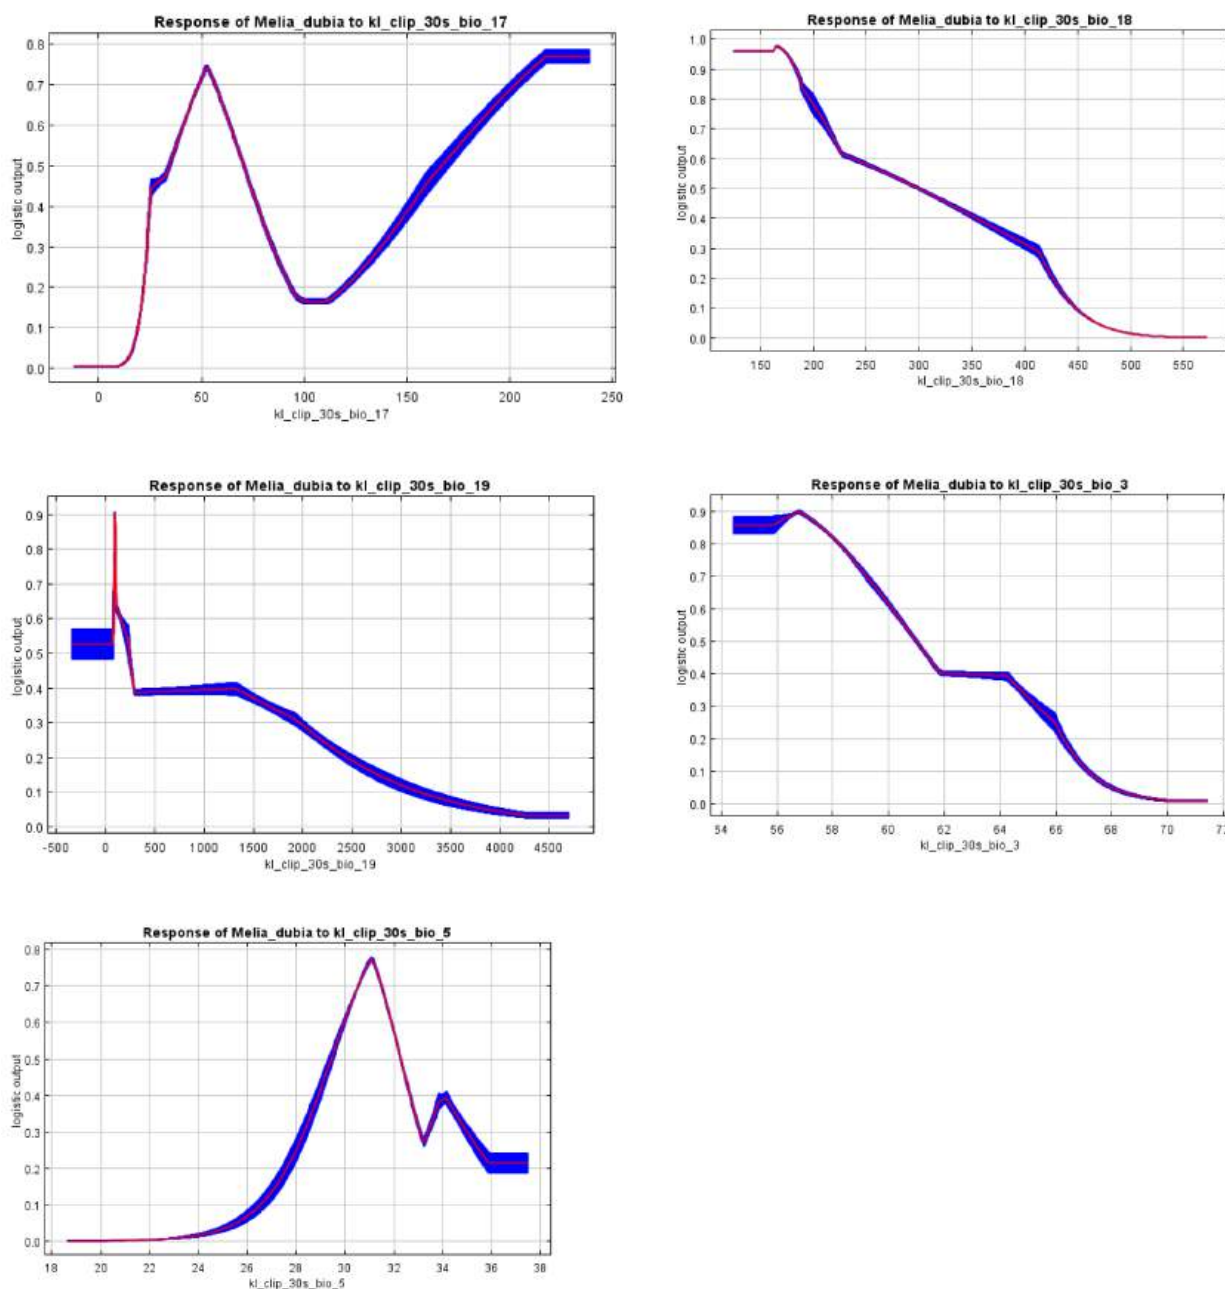 Response of Melia_dubia to kl_clip_30s_bio_17
0.8
0.7
0.6
0.5
0.4
0.3
0.2
0.1
0.0
logistic output
0 50 100 150 200 250
kl_clip_30s_bio_17
Response of Melia_dubia to kl_clip_30s_bio_18
1.0
0.9
0.8
0.7
0.6
0.5
0.4
0.3
0.2
0.1
0.0
logistic output
150 200 250 300 350 400 450 500 550
kl_clip_30s_bio_18
Response of Melia_dubia to kl_clip_30s_bio_19
0.9
0.8
0.7
0.6
0.5
0.4
0.3
0.2
0.1
0.0
logistic output
-500 0 500 1000 1500 2000 2500 3000 3500 4000 4500
kl_clip_30s_bio_19
Response of Melia_dubia to kl_clip_30s_bio_3
0.9
0.8
0.7
0.6
0.5
0.4
0.3
0.2
0.1
0.0
logistic output
54 56 58 60 62 64 66 68 70 72
kl_clip_30s_bio_3
Response of Melia_dubia to kl_clip_30s_bio_5
0.8
0.7
0.6
0.5
0.4
0.3
0.2
0.1
0.0
logistic output
18 20 22 24 26 28 30 32 34 36 38
kl_clip_30s_bio_5